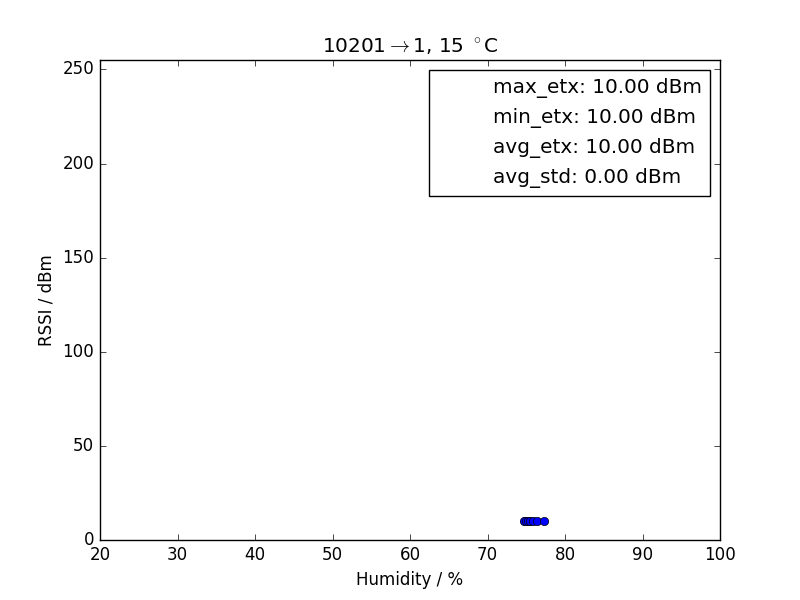 10201→1, 15 °C
max_etx: 10.00 dBm
min_etx: 10.00 dBm
avg_etx: 10.00 dBm
avg_std: 0.00 dBm
RSSI / dBm
250
200
150
100
50
0
20 30 40 50 60 70 80 90 100
Humidity / %